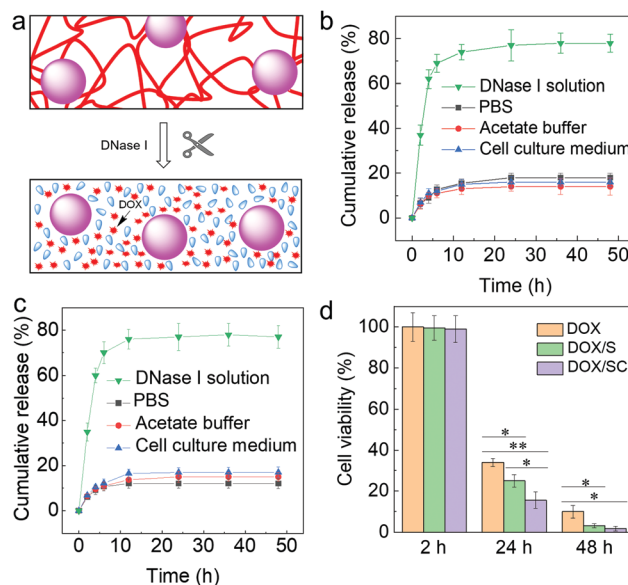 a
DNase I
DOX
b
Cumulative release (%)
80
60
40
20
0
DNase I solution
PBS
Acetate buffer
Cell culture medium
0 10 20 30 40 50
Time (h)
c
Cumulative release (%)
80
60
40
20
0
DNase I solution
PBS
Acetate buffer
Cell culture medium
0 10 20 30 40 50
Time (h)
d
Cell viability (%)
100
80
60
40
20
0
DOX
DOX/S
DOX/SC
*
**
*
*
*
2 h 24 h 48 h